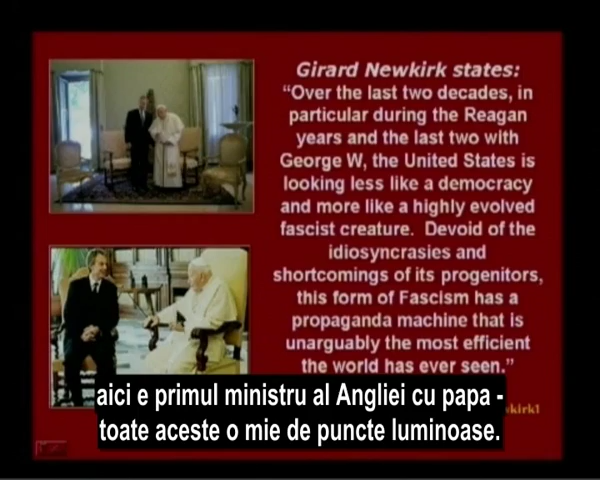 Girard Newkirk states:
“Over the last two decades, in
particular during the Reagan
years and the last two with
George W, the United States is
looking less like a democracy
and more like a highly evolved
fascist creature. Devoid of the
idiosyncrasies and
shortcomings of its progenitors,
this form of Fascism has a
propaganda machine that is
unarguably the most efficient
the world has ever seen.”
aici e primul ministru al Angliei cu papa -
toate aceste o mie de puncte luminoase.